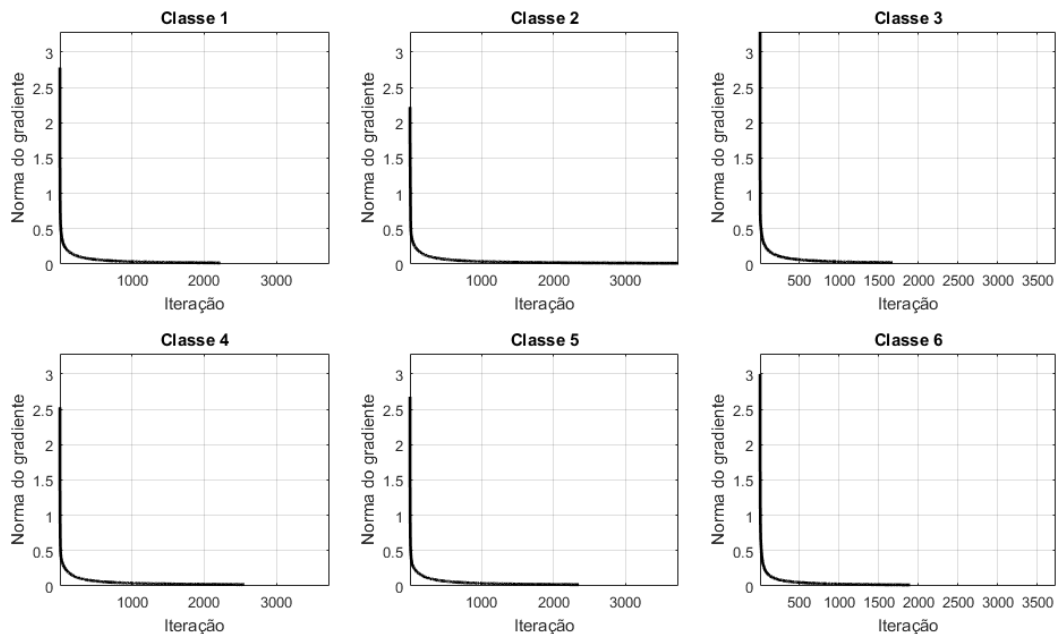 Classe 1
Classe 2
Classe 3
Norma do gradiente
3
2.5
2
1.5
1
0.5
0
1000
2000
3000
Iteração
Norma do gradiente
3
2.5
2
1.5
1
0.5
0
1000
2000
3000
Iteração
Norma do gradiente
3
2.5
2
1.5
1
0.5
0
500 1000 1500 2000 2500 3000 3500
Iteração
Classe 4
Classe 5
Classe 6
Norma do gradiente
3
2.5
2
1.5
1
0.5
0
1000
2000
3000
Iteração
Norma do gradiente
3
2.5
2
1.5
1
0.5
0
1000
2000
3000
Iteração
Norma do gradiente
3
2.5
2
1.5
1
0.5
0
500 1000 1500 2000 2500 3000 3500
Iteração